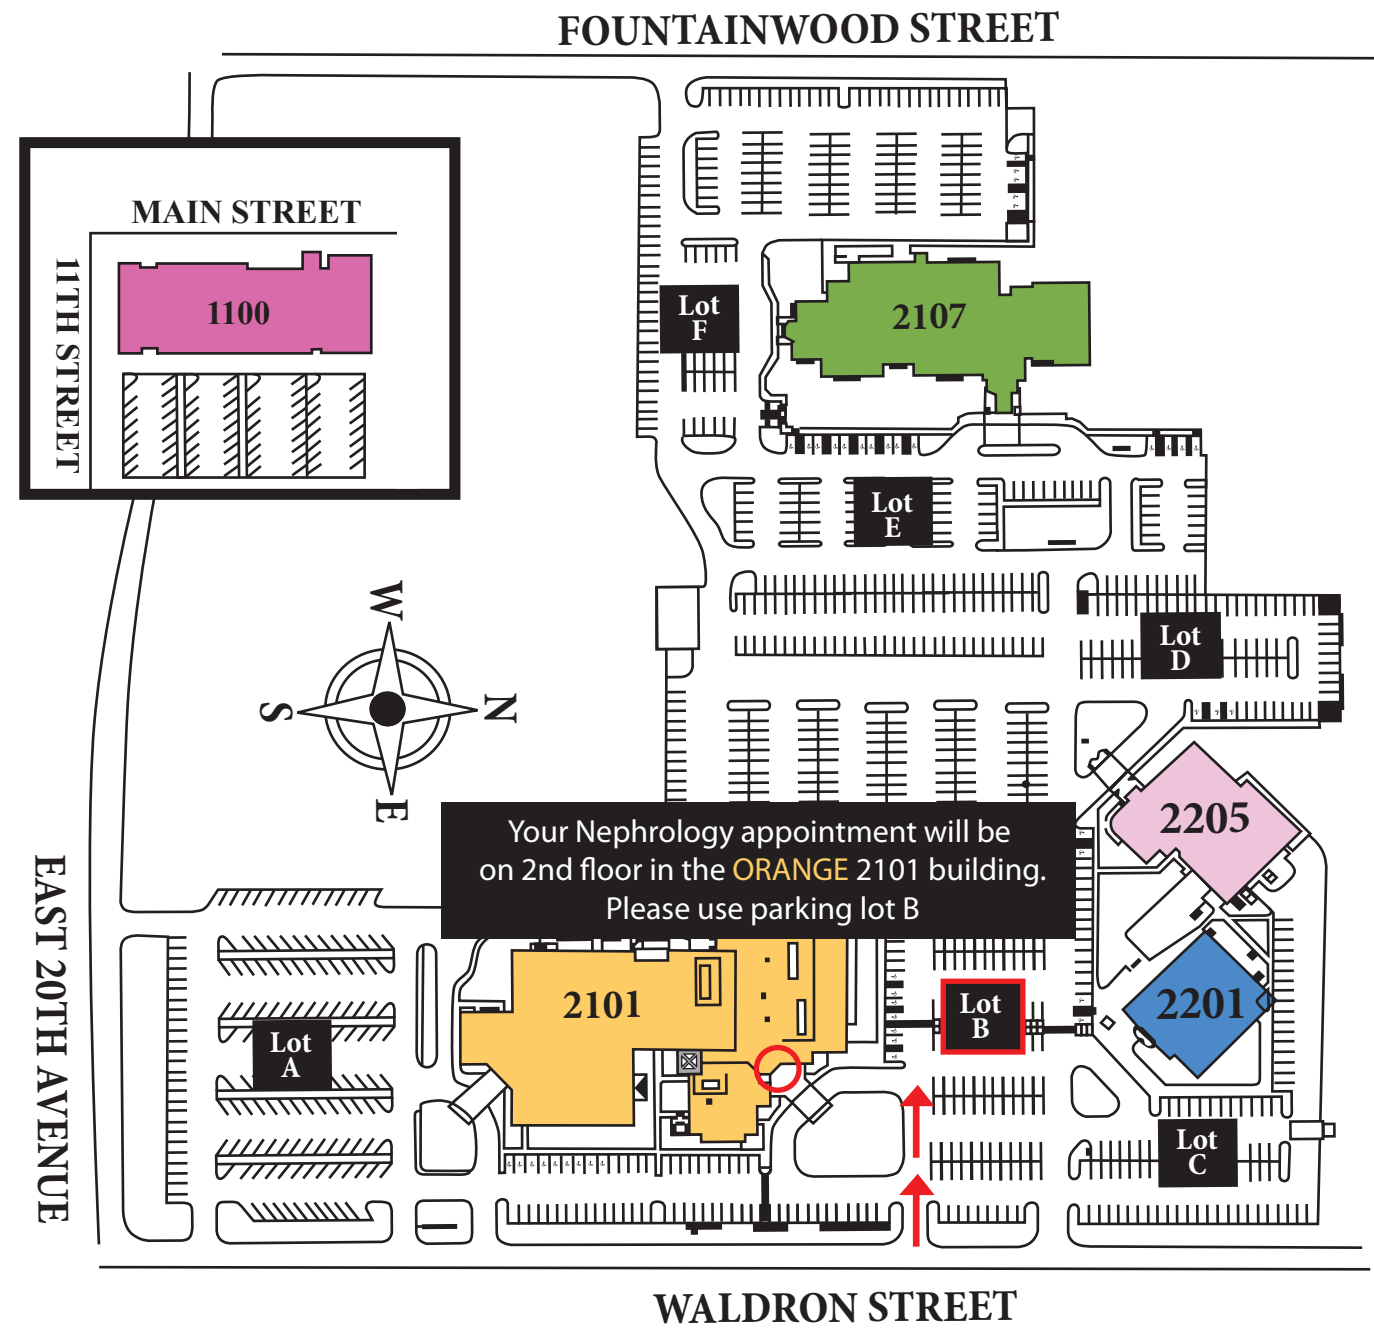 FOUNTAINWOOD STREET
MAIN STREET
11TH STREET
1100
Lot
F
2107
Lot
E
Lot
D
W
N
S
E
2205
Your Nephrology appointment will be
on 2nd floor in the ORANGE 2101 building.
Please use parking lot B
EAST 20TH AVENUE
2101
Lot
B
2201
Lot
A
Lot
C
WALDRON STREET